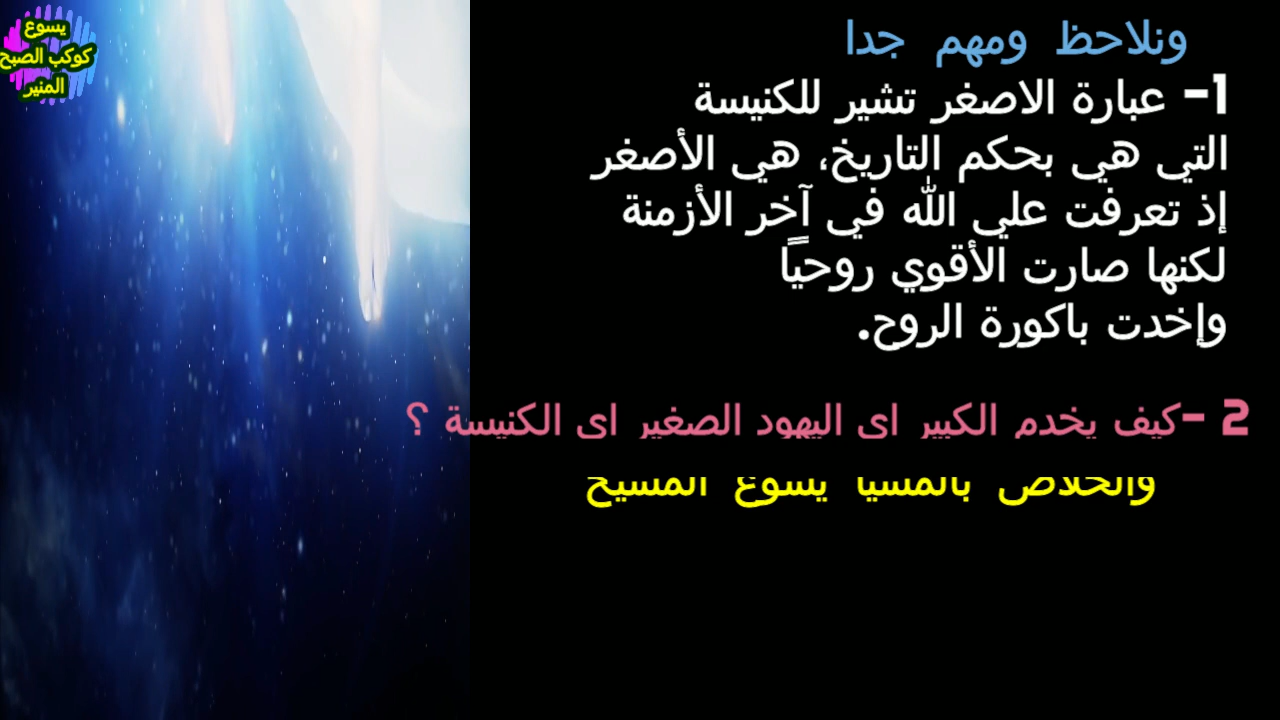 يسوع
كوكب الصبح
المنير
ونلاحظ ومهم جدا
1- عبارة الاصغر تشير للكنيسة
التي هي بحكم التاريخ، هي الأصغر
إذ تعرفت علي الله في آخر الأزمنة
لكنها صارت الأقوي روحيًا
وإخدت باكورة الروح.
2 -كيف يخدم الكبير اى اليهود الصغير اى الكنيسة ؟
والخلاص بالمسيا يسوع المسيح